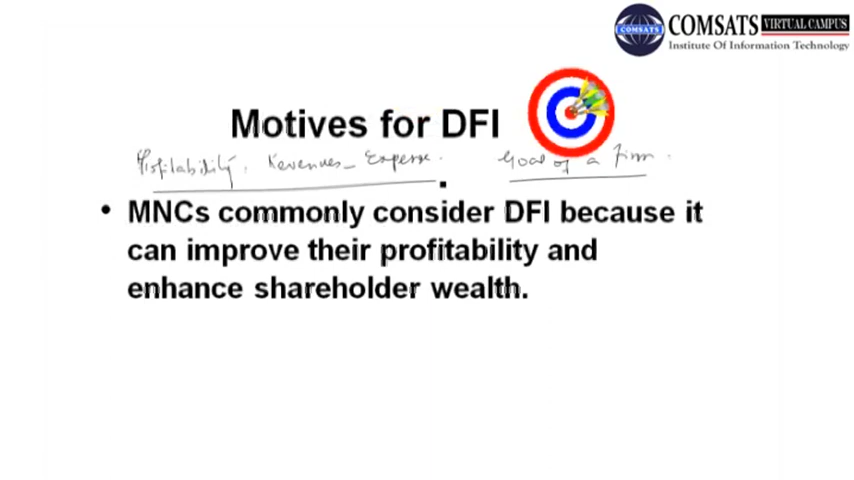 COMSATS VIRTUAL CAMPUS
COMSATS Institute Of Information Technology
Motives for DFI
Profitability. Revenues - Expense. Goal of a Firm.
• MNCs commonly consider DFI because it
can improve their profitability and
enhance shareholder wealth.